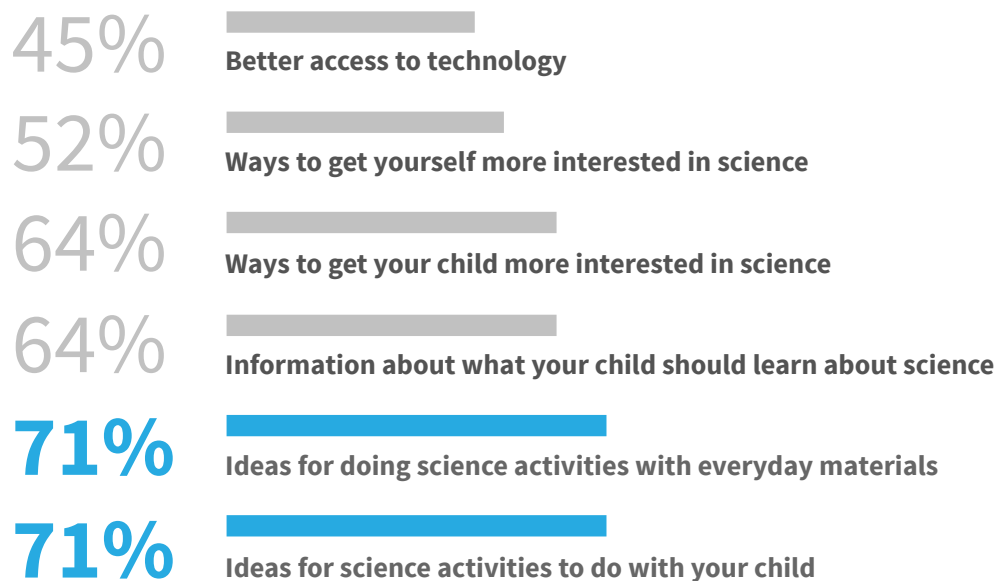 45%
Better access to technology
52%
Ways to get yourself more interested in science
64%
Ways to get your child more interested in science
64%
Information about what your child should learn about science
71%
Ideas for doing science activities with everyday materials
71%
Ideas for science activities to do with your child